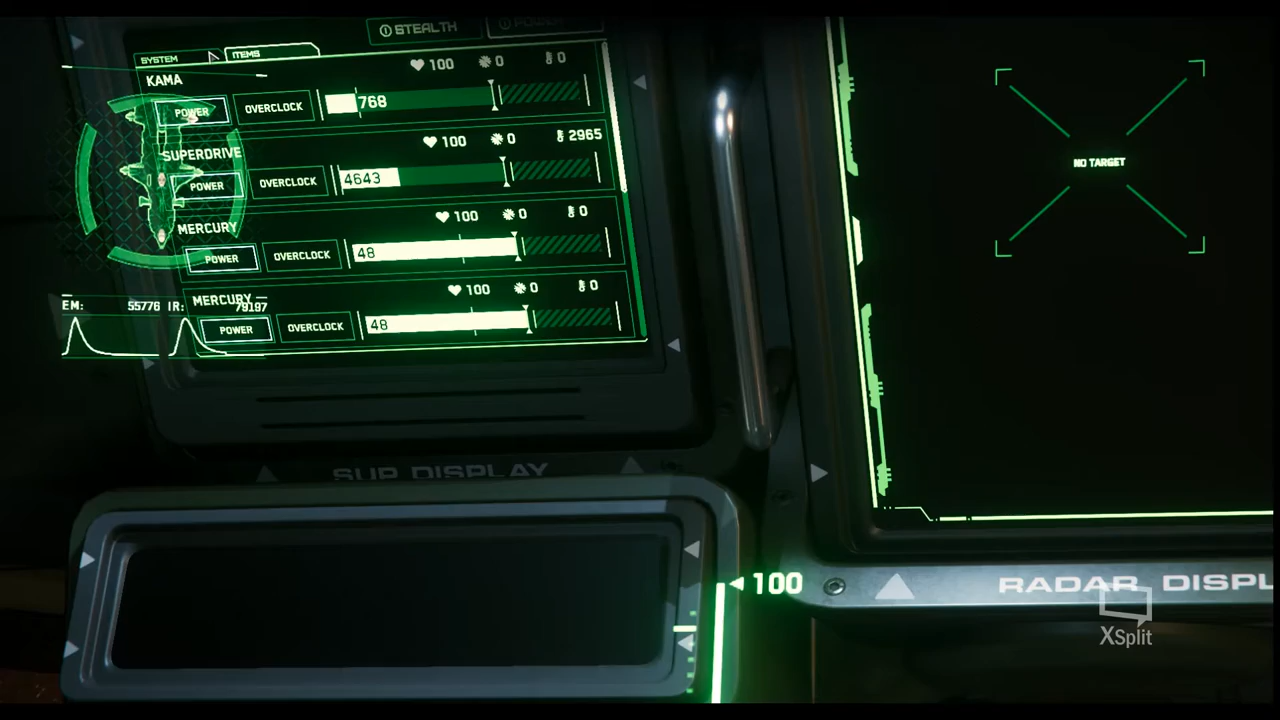 STEALTH
POWER
SYSTEM
ITEMS
KAMA
100
0
0
POWER
OVERCLOCK
768
SUPERDRIVE
100
0
2965
POWER
OVERCLOCK
4643
MERCURY
100
0
0
POWER
OVERCLOCK
48
MERCURY
100
0
0
POWER
OVERCLOCK
48
EM: 55776 IR: 79197
NO TARGET
SUP DISPLAY
100
RADAR DISPL
XSplit